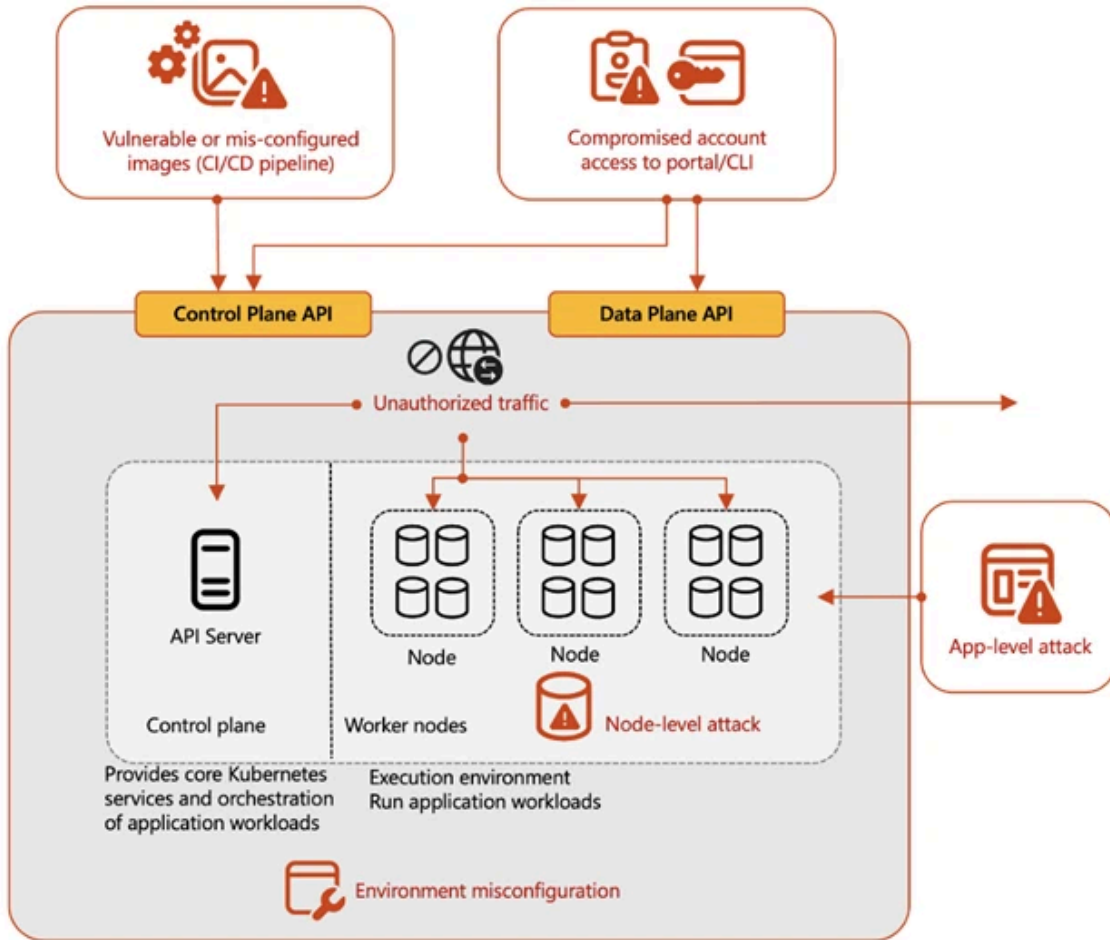 Vulnerable or mis-configured
images (CI/CD pipeline)
Compromised account
access to portal/CLI
Control Plane API
Data Plane API
Unauthorized traffic
API Server
Node
Node
Node
App-level attack
Control plane
Worker nodes
Node-level attack
Provides core Kubernetes
services and orchestration
of application workloads
Execution environment
Run application workloads
Environment misconfiguration